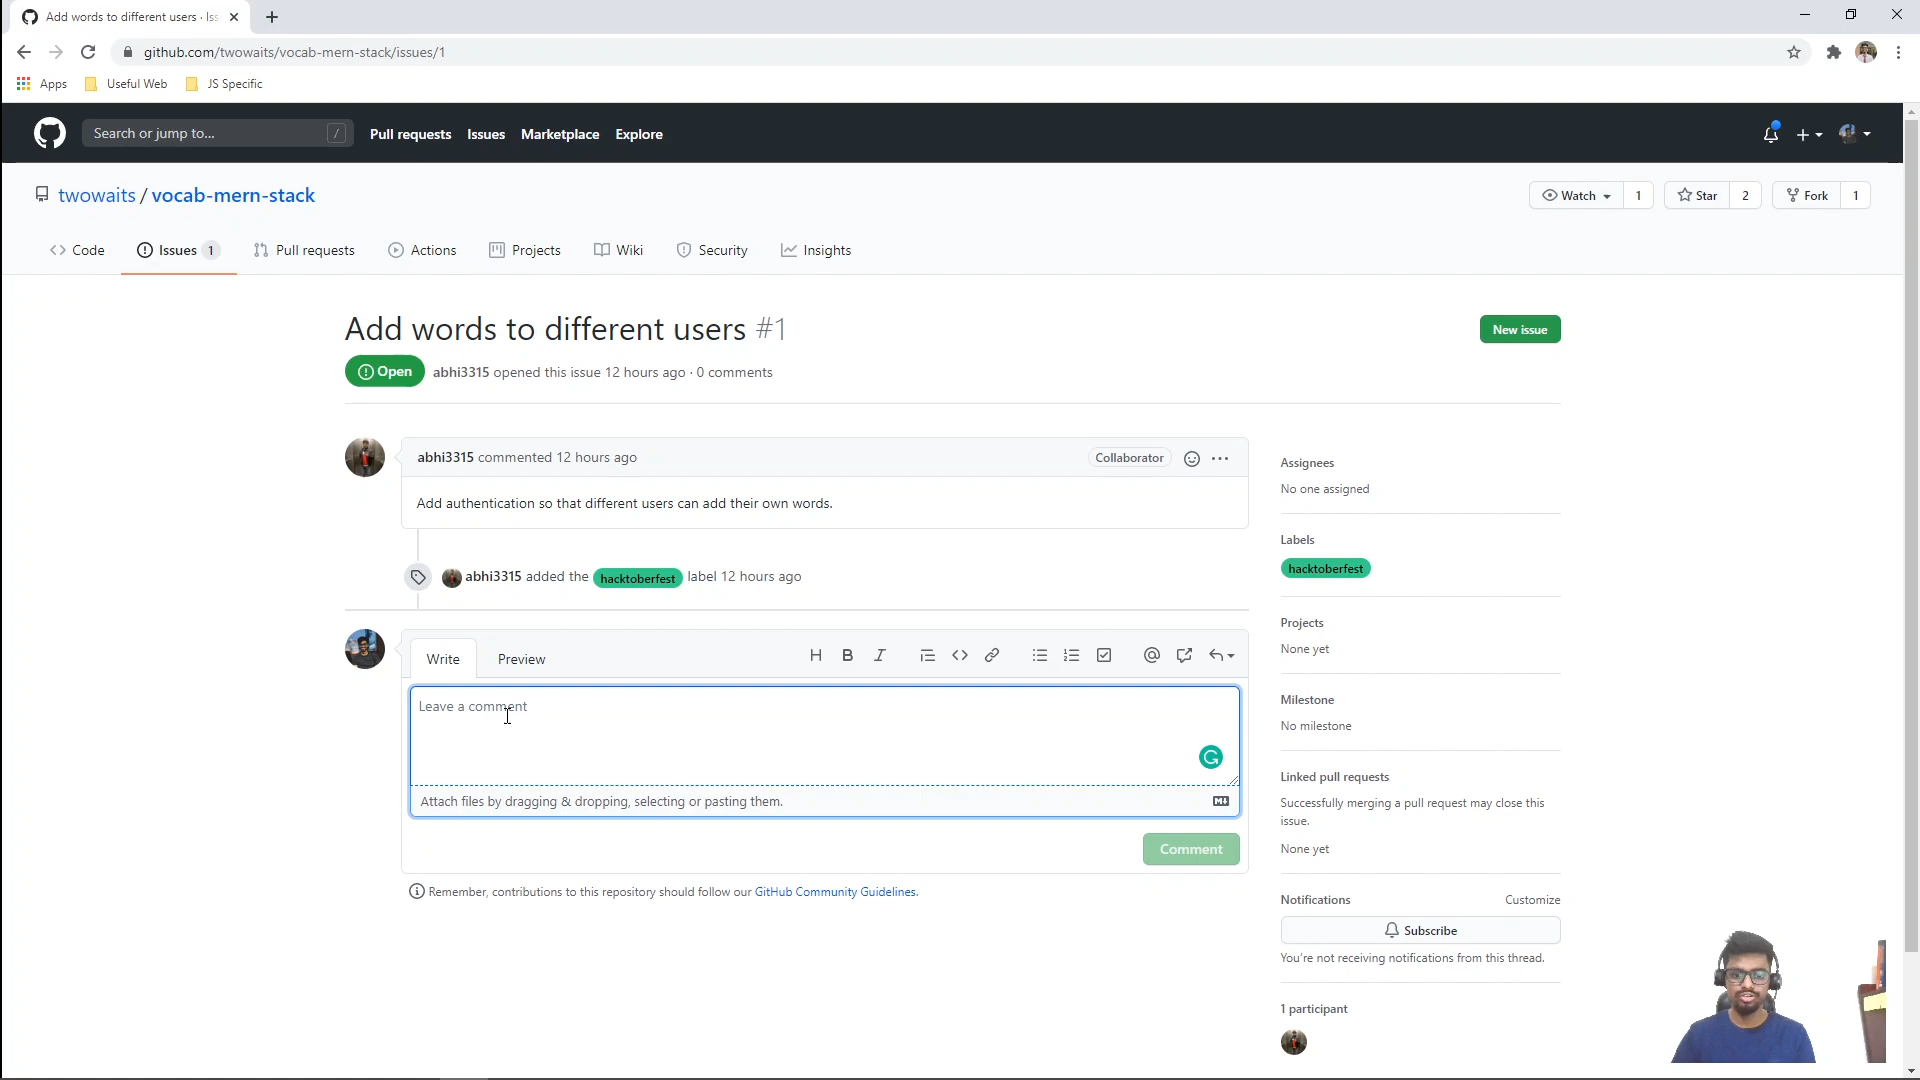 Add words to different users · Iss
github.com/twowaits/vocab-mern-stack/issues/1
Apps Useful Web JS Specific
Search or jump to... / Pull requests Issues Marketplace Explore
twowaits / vocab-mern-stack Watch 1 Star 2 Fork 1
Code Issues 1 Pull requests Actions Projects Wiki Security Insights
Add words to different users #1 New issue
Open abhi3315 opened this issue 12 hours ago · 0 comments
abhi3315 commented 12 hours ago Collaborator
Add authentication so that different users can add their own words.
abhi3315 added the hacktoberfest label 12 hours ago
Write Preview H B I
Leave a comment
Attach files by dragging & dropping, selecting or pasting them.
Comment
Remember, contributions to this repository should follow our GitHub Community Guidelines.
Assignees
No one assigned
Labels
hacktoberfest
Projects
None yet
Milestone
No milestone
Linked pull requests
Successfully merging a pull request may close this
issue.
None yet
Notifications Customize
Subscribe
You're not receiving notifications from this thread.
1 participant